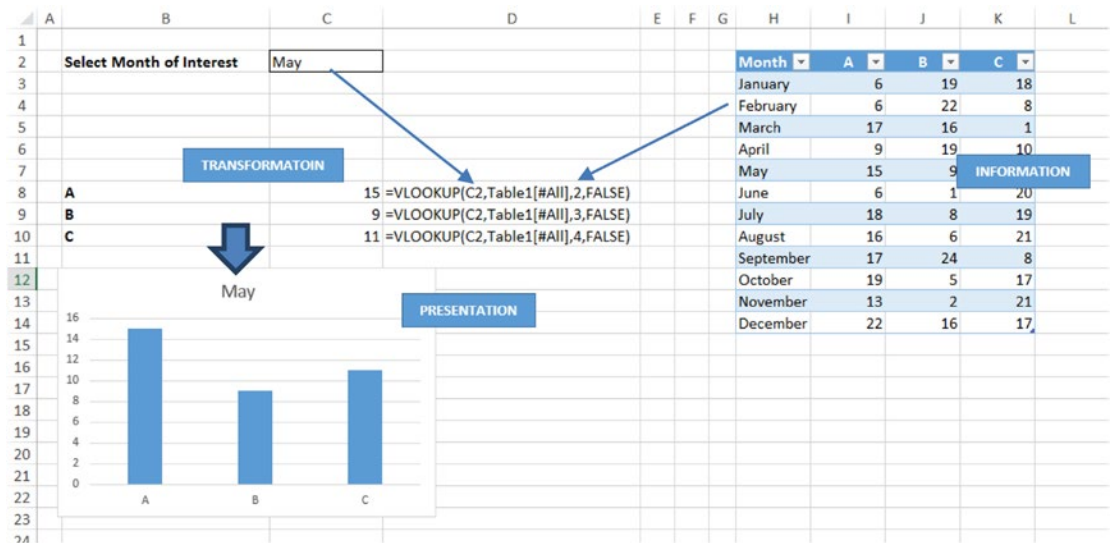 A B C D E F G H I J K L
1
2 Select Month of Interest May Month A B C
3 January 6 19 18
4 February 6 22 8
5 March 17 16 1
6 April 9 19 10
7 TRANSFORMATOIN May 15 9 INFORMATION
8 A 15 =VLOOKUP(C2,Table1[#All],2,FALSE) June 6 1 20
9 B 9 =VLOOKUP(C2,Table1[#All],3,FALSE) July 18 8 19
10 C 11 =VLOOKUP(C2,Table1[#All],4,FALSE) August 16 6 21
11 September 17 24 8
12 October 19 5 17
May
13 November 13 2 21
PRESENTATION
14 December 22 16 17
15
16
17
18
19
20
21
22
23
24
16
14
12
10
8
6
4
2
0
A B C